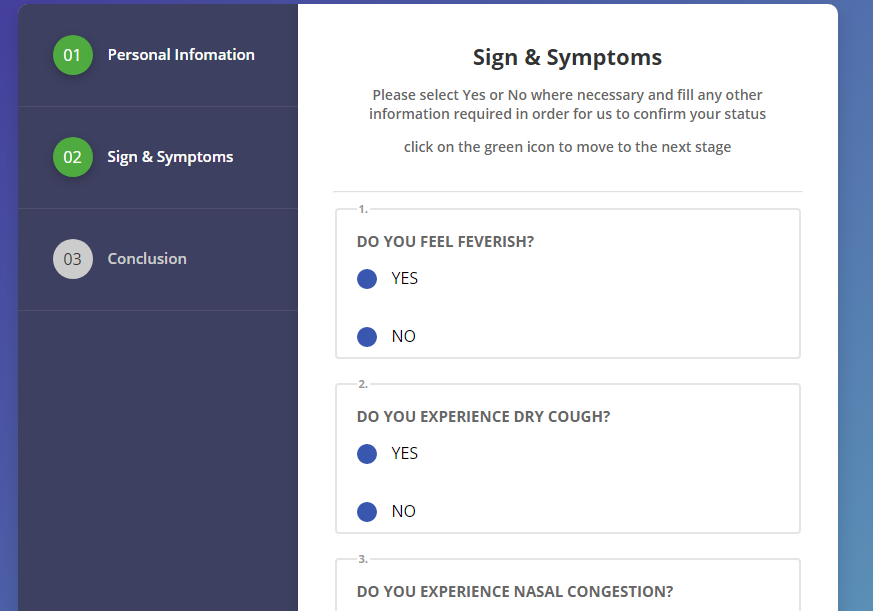 01 Personal Infomation
02 Sign & Symptoms
03 Conclusion
Sign & Symptoms
Please select Yes or No where necessary and fill any other
information required in order for us to confirm your status
click on the green icon to move to the next stage
1.
DO YOU FEEL FEVERISH?
YES
NO
2.
DO YOU EXPERIENCE DRY COUGH?
YES
NO
3.
DO YOU EXPERIENCE NASAL CONGESTION?